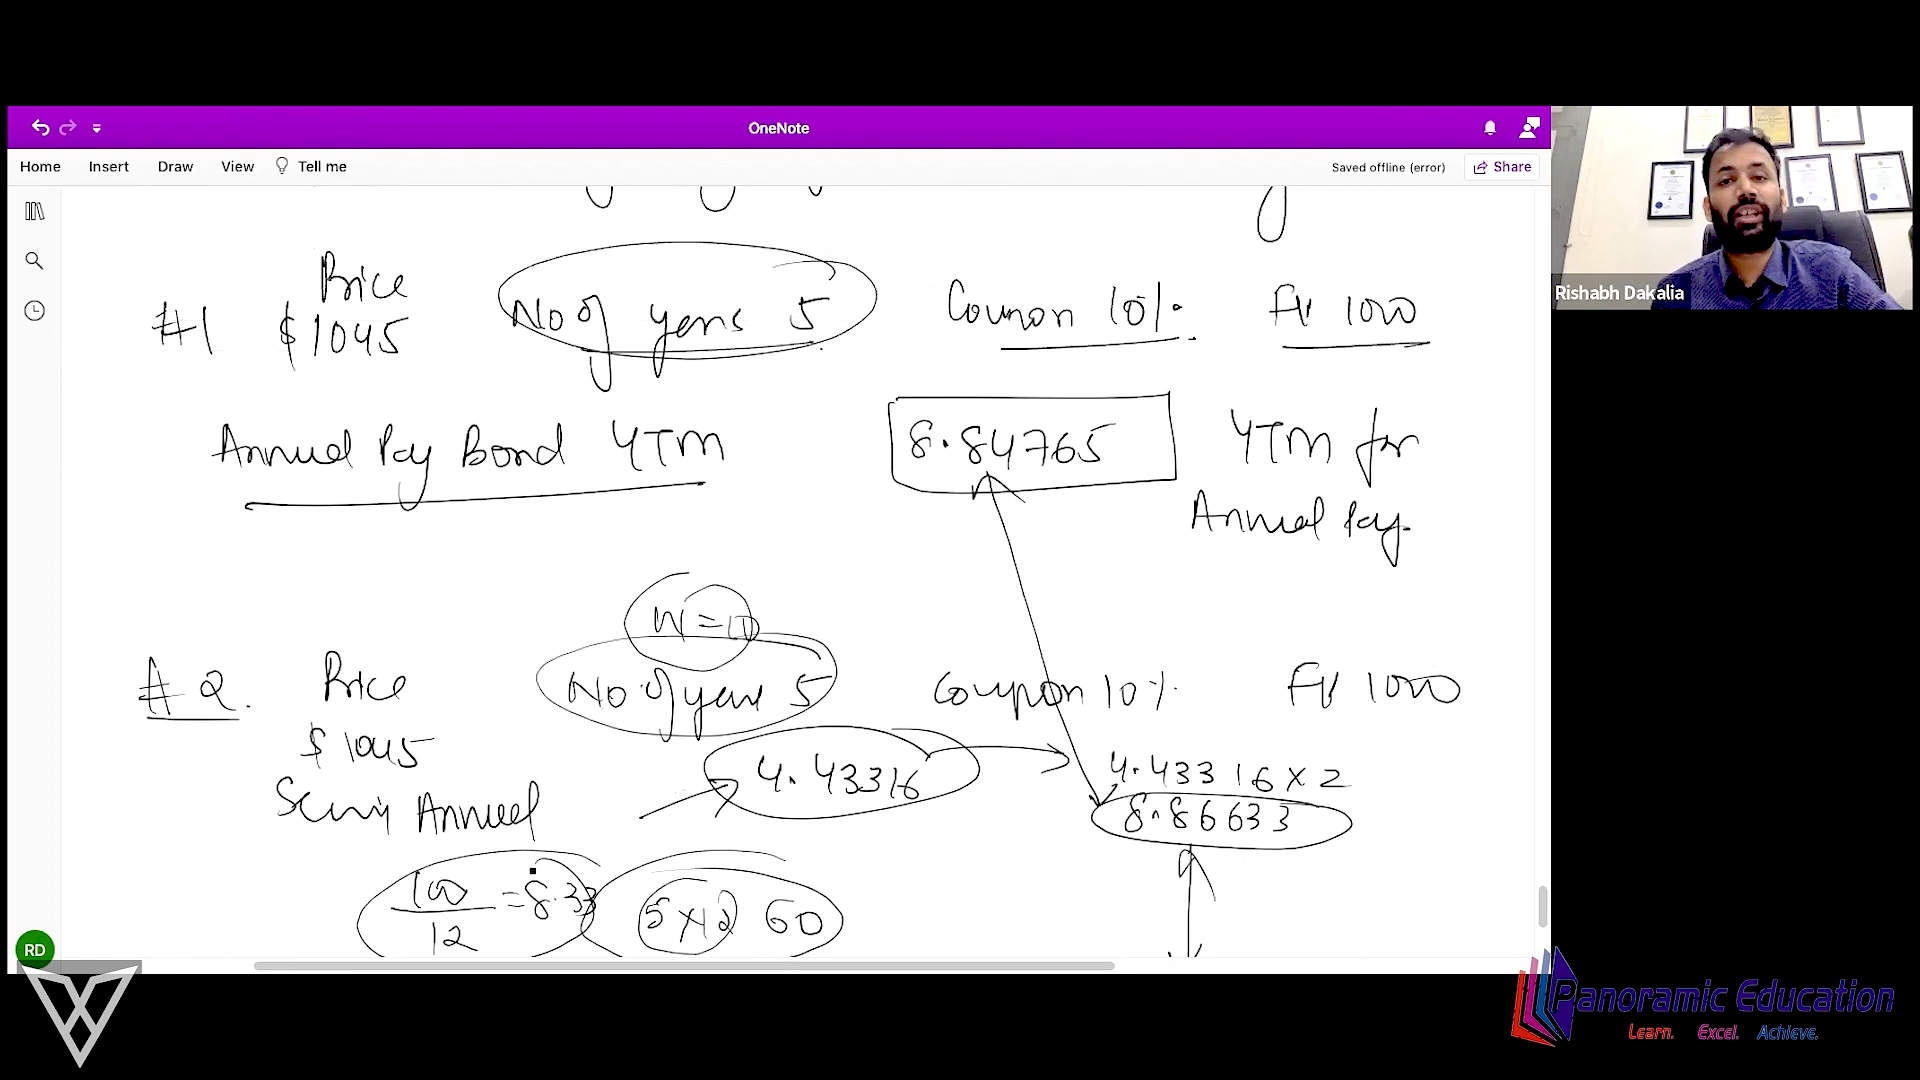 OneNote
Home Insert Draw View Tell me Saved offline (error) Share
Rishabh Dakalia
Price
#1 $1045 No of years 5 Coupon 10% FV 1000
Annual Pay Bond YTM 8.84765 YTM for
Annual Pay.
N=10
#2. Price No of years 5 Coupon 10% FV 1000
$1045
4.43316 4.43316 x 2
Semi Annual 8.86633
100/12 = 8.33 5x12 60
RD
Panoramic Education
Learn. Excel. Achieve.